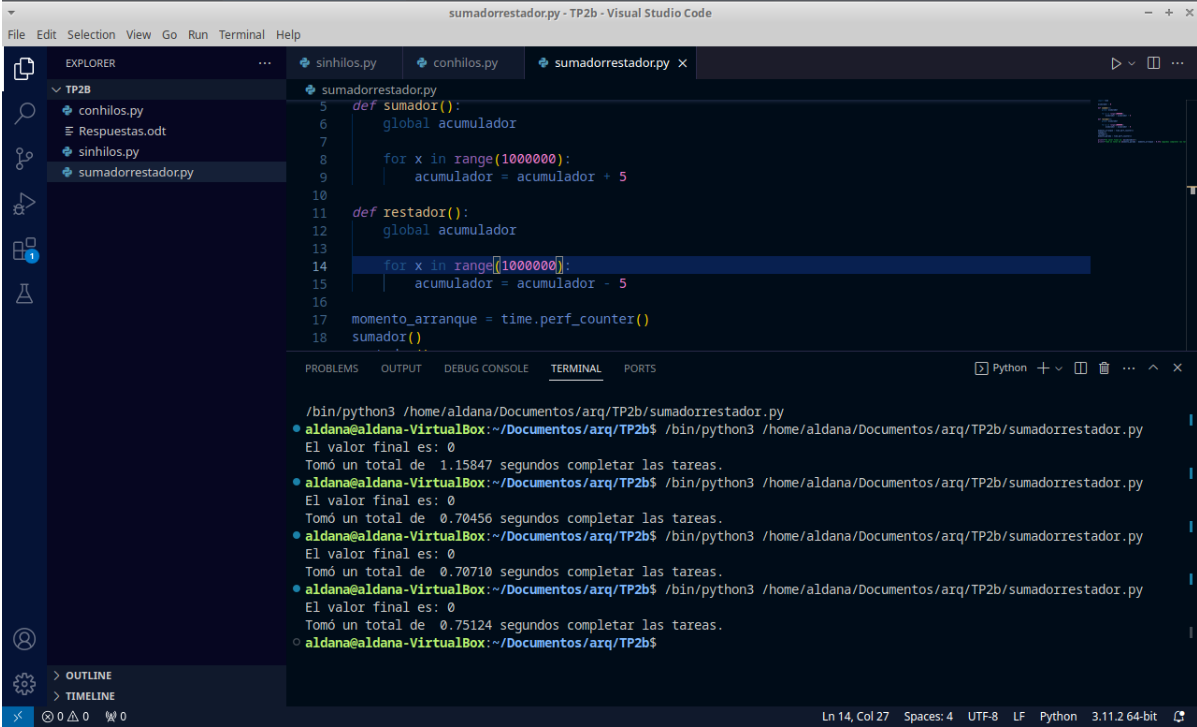 sumadorrestador.py - TP2b - Visual Studio Code
File Edit Selection View Go Run Terminal Help
EXPLORER
TP2B
conhilos.py
Respuestas.odt
sinhilos.py
sumadorrestador.py
1
OUTLINE
TIMELINE
sinhilos.py conhilos.py sumadorrestador.py
sumadorrestador.py
5 def sumador():
6 global acumulador
7
8 for x in range(1000000):
9 acumulador = acumulador + 5
10
11 def restador():
12 global acumulador
13
14 for x in range(1000000):
15 acumulador = acumulador - 5
16
17 momento_arranque = time.perf_counter()
18 sumador()
PROBLEMS OUTPUT DEBUG CONSOLE TERMINAL PORTS
Python
/bin/python3 /home/aldana/Documentos/arq/TP2b/sumadorrestador.py
aldana@aldana-VirtualBox:~/Documentos/arq/TP2b$ /bin/python3 /home/aldana/Documentos/arq/TP2b/sumadorrestador.py
El valor final es: 0
Tomó un total de  1.15847 segundos completar las tareas.
aldana@aldana-VirtualBox:~/Documentos/arq/TP2b$ /bin/python3 /home/aldana/Documentos/arq/TP2b/sumadorrestador.py
El valor final es: 0
Tomó un total de  0.70456 segundos completar las tareas.
aldana@aldana-VirtualBox:~/Documentos/arq/TP2b$ /bin/python3 /home/aldana/Documentos/arq/TP2b/sumadorrestador.py
El valor final es: 0
Tomó un total de  0.70710 segundos completar las tareas.
aldana@aldana-VirtualBox:~/Documentos/arq/TP2b$ /bin/python3 /home/aldana/Documentos/arq/TP2b/sumadorrestador.py
El valor final es: 0
Tomó un total de  0.75124 segundos completar las tareas.
aldana@aldana-VirtualBox:~/Documentos/arq/TP2b$
0 0 0 Ln 14, Col 27 Spaces: 4 UTF-8 LF Python 3.11.2 64-bit